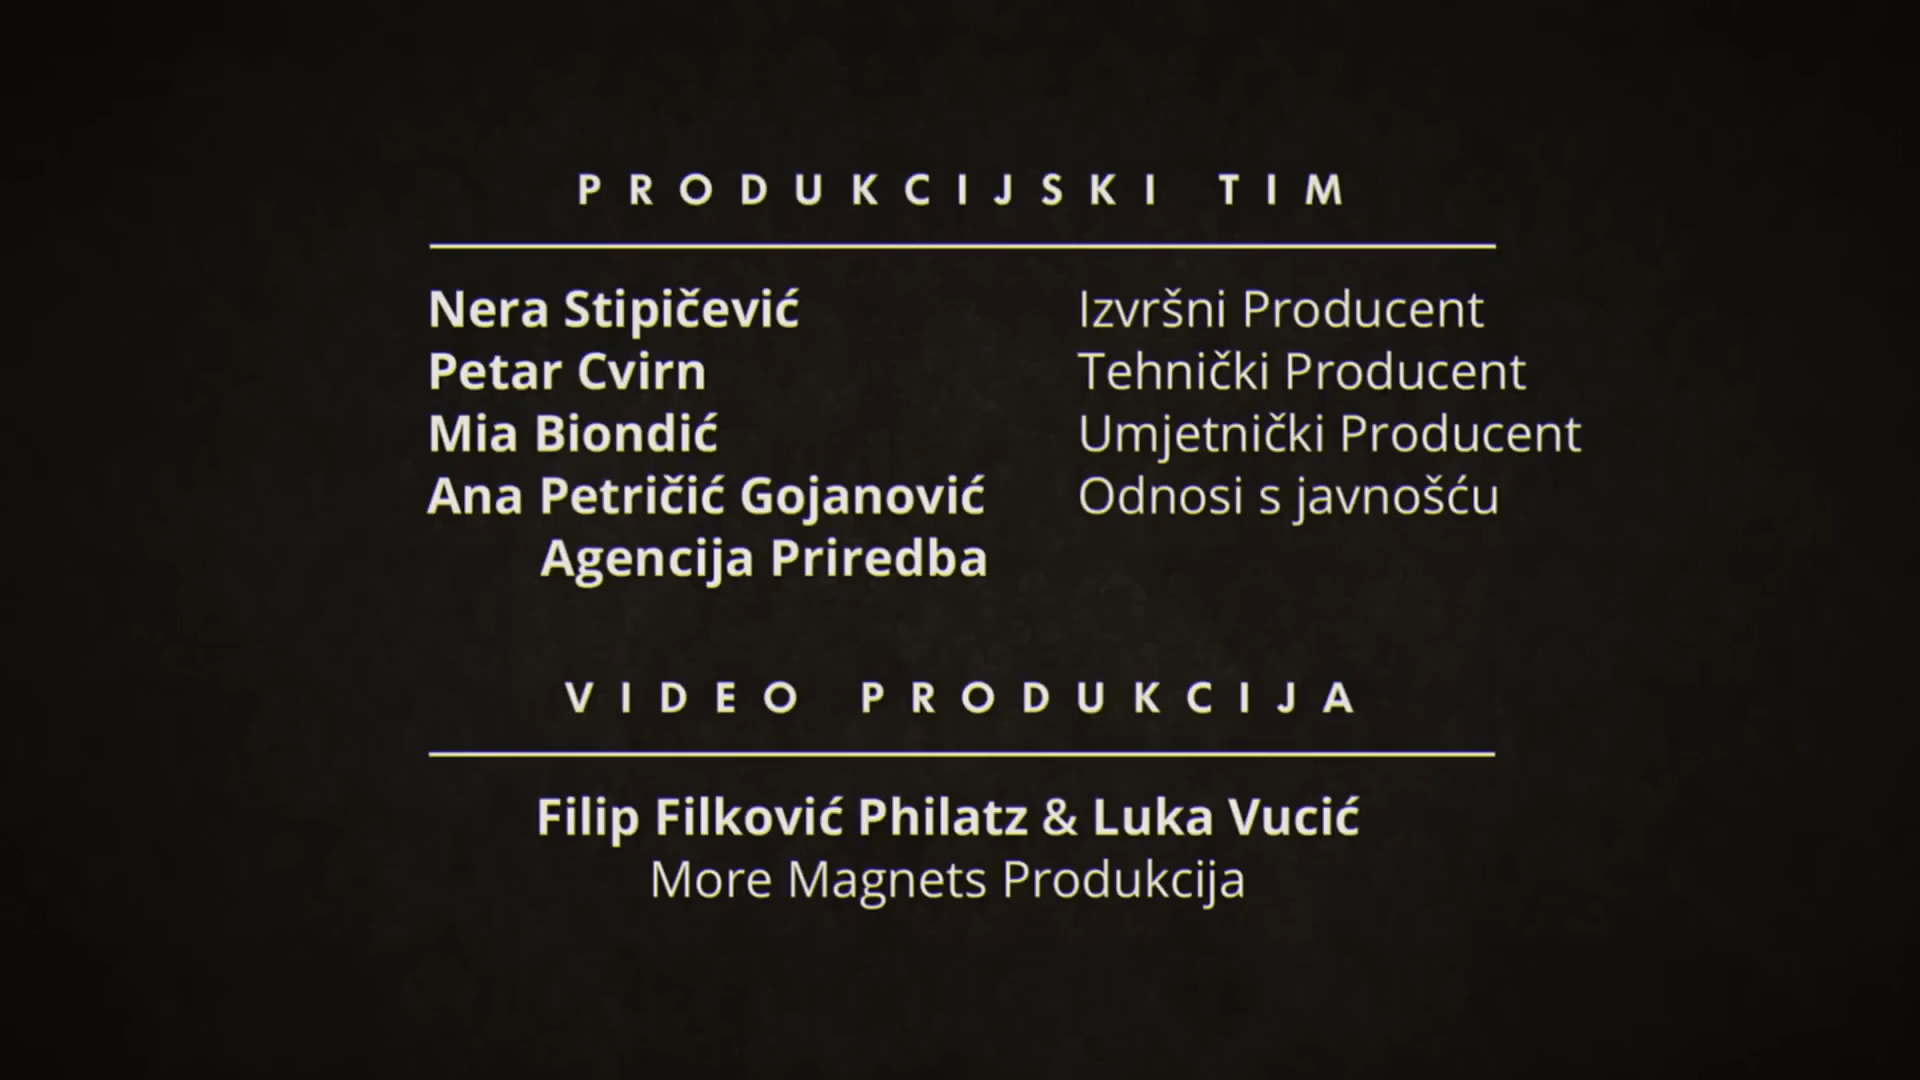 PRODUKCIJSKI TIM
Nera Stipičević Izvršni Producent
Petar Cvirn Tehnički Producent
Mia Biondić Umjetnički Producent
Ana Petričić Gojanović Odnosi s javnošću
Agencija Priredba
VIDEO PRODUKCIJA
Filip Filković Philatz & Luka Vucić
More Magnets Produkcija